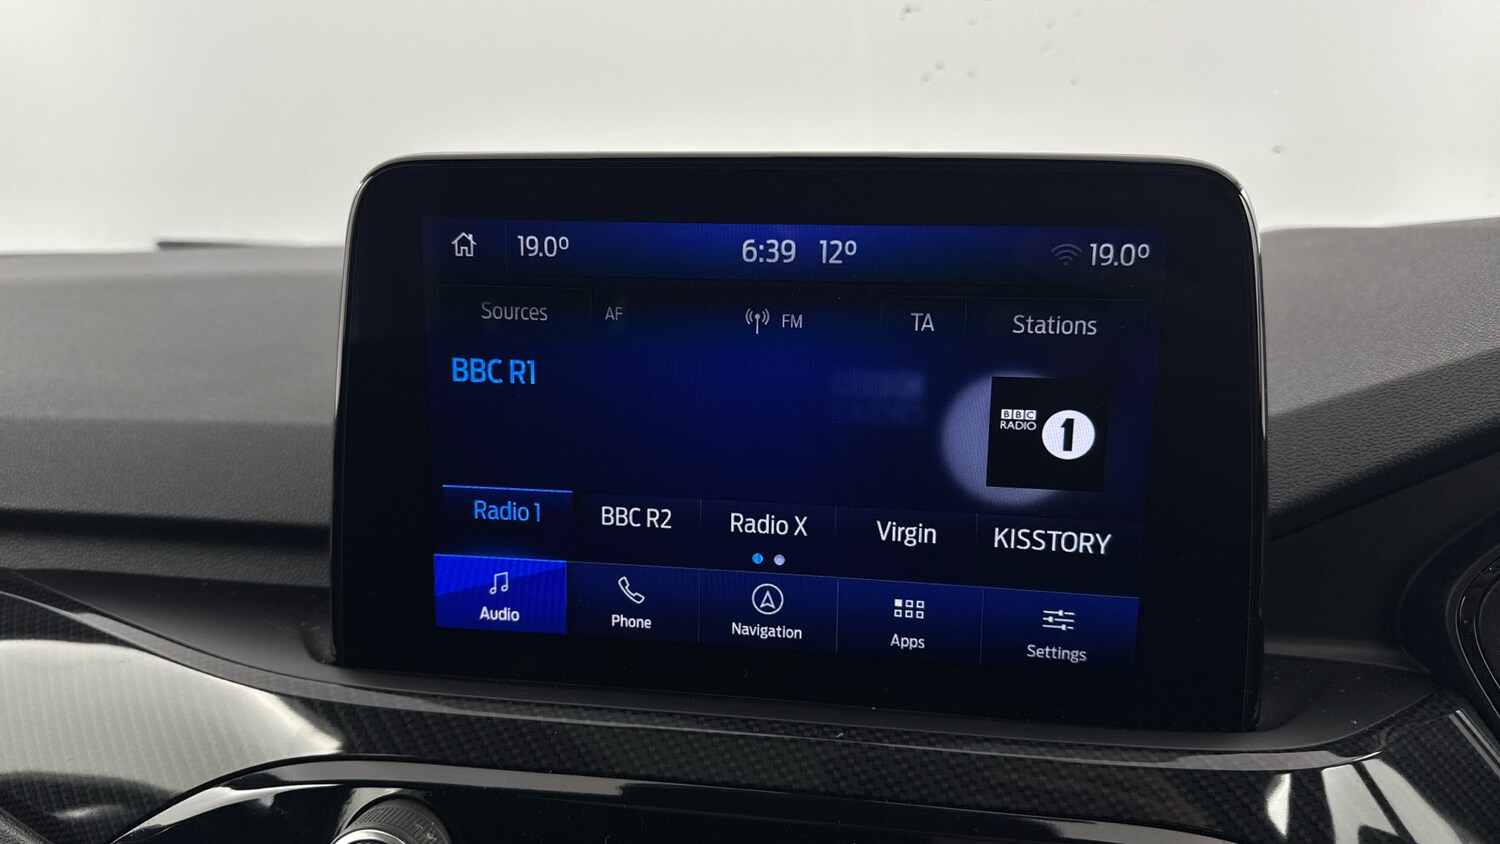 19.0° 6:39 12° 19.0°
Sources AF FM TA Stations
BBC R1
BBC
RADIO 1
Radio 1 BBC R2 Radio X Virgin KISSTORY
Audio Phone Navigation Apps Settings